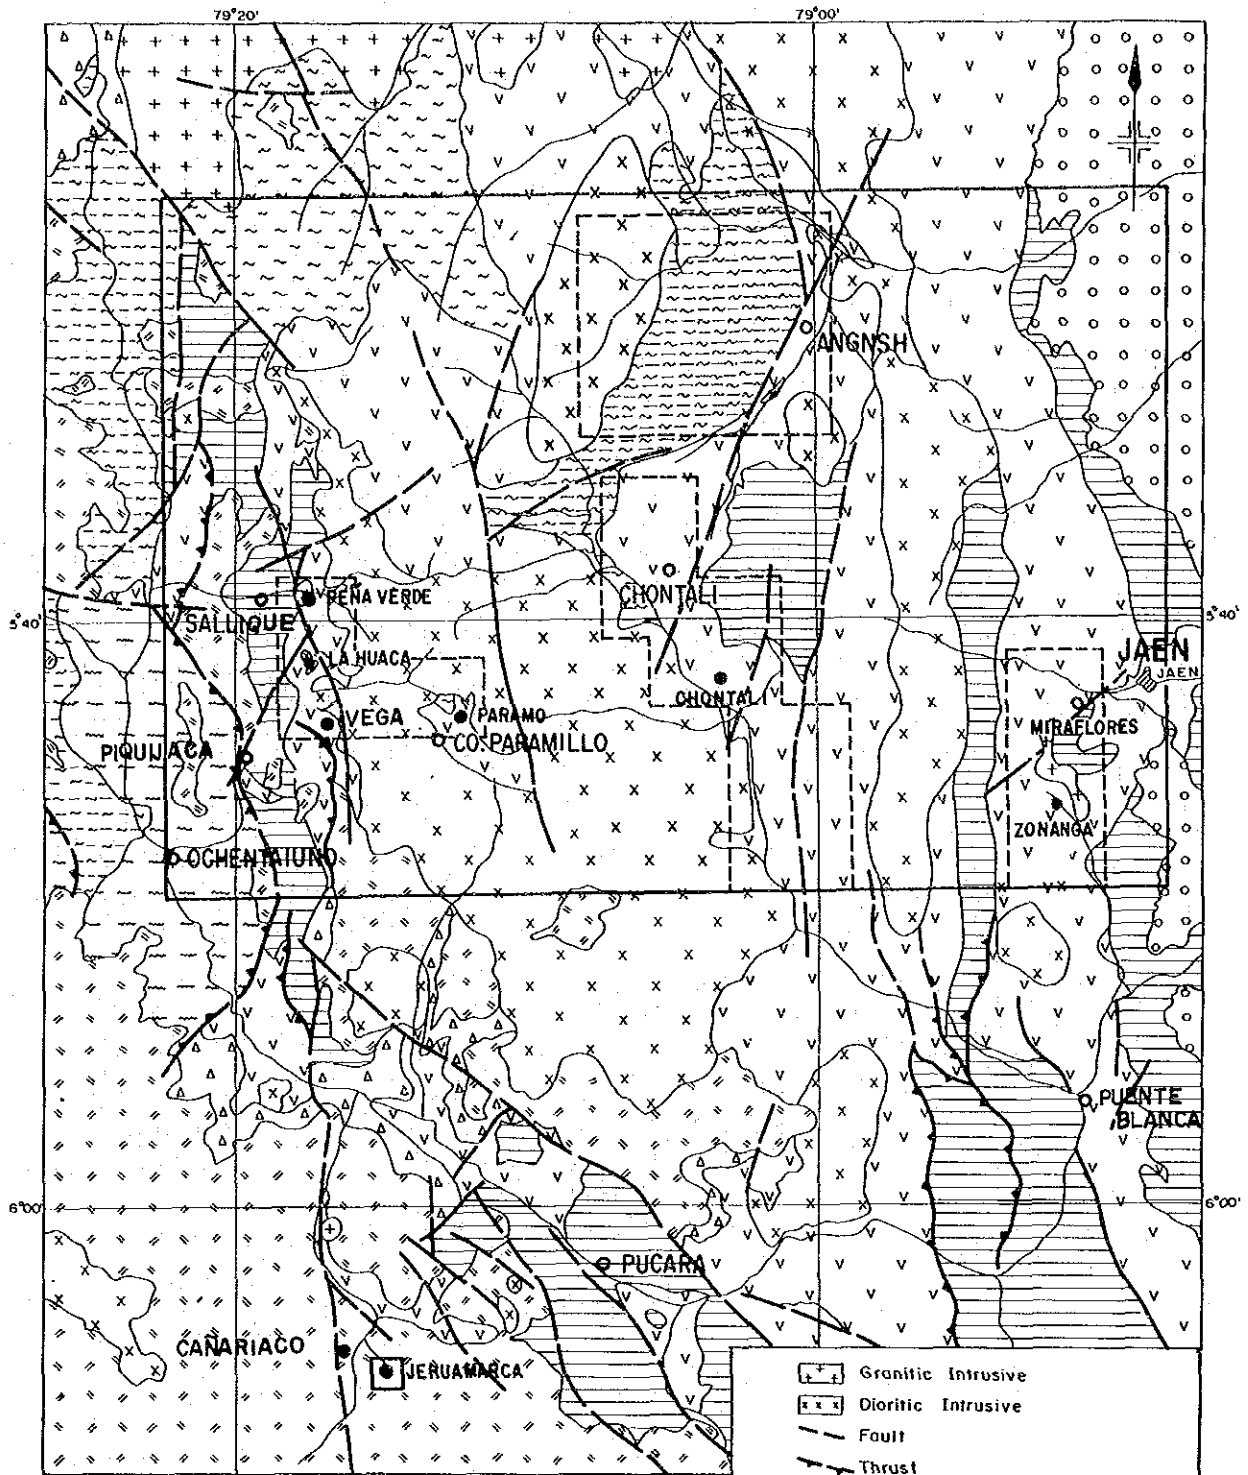 79°20'
79°00'
ANGNSH
PEÑA VERDE
CHONTALI
SALLIQUE
5°40'
5°40'
JAEN
LA HUACA
JAEN
CHONTALI
VEGA
PARAMO
MIRAFLORES
CO. PARAMILLO
PIQUIJACA
ZONANGA
OCHENTAIUNO
PUENTE
BLANCA
6°00'
6°00'
PUCARA
CAÑARIACO
JERUAMARCA
Granitic Intrusive
Dioritic Intrusive
Fault
Thrust